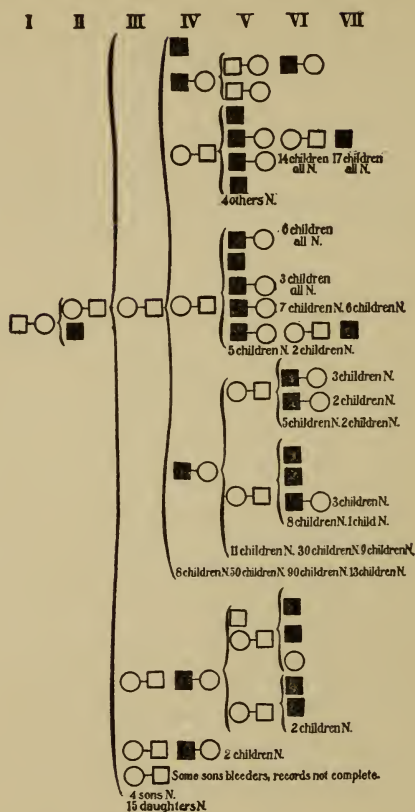 I II III IV V VI VII
14 children 17 children
all N. all N.
4 others N.
6 children
all N.
3 children
all N.
7 children N. 6 children N.
5 children N. 2 children N.
3 children N.
2 children N.
5 children N. 2 children N.
3 children N.
8 children N. 1 child N.
11 children N. 30 children N. 9 children N.
8 children N. 50 children N. 90 children N. 13 children N.
2 children N.
2 children N.
Some sons bleeders, records not complete.
4 sons N.
15 daughters N.